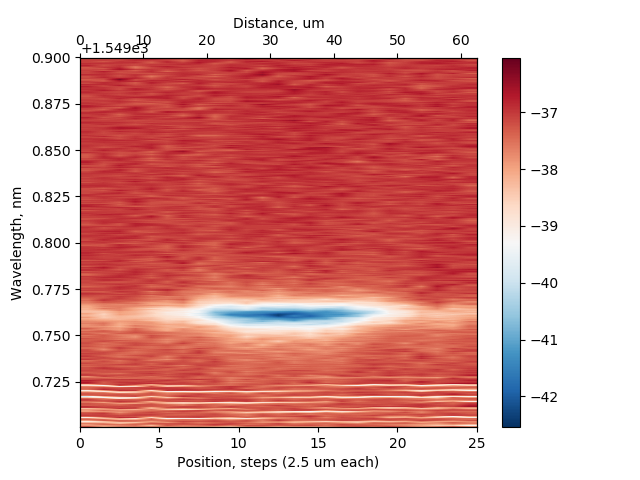 Distance, um
0 10 20 30 40 50 60
+1.549e3
0.900
0.875
0.850
0.825
0.800
0.775
0.750
0.725
Wavelength, nm
0 5 10 15 20 25
Position, steps (2.5 um each)
−37
−38
−39
−40
−41
−42